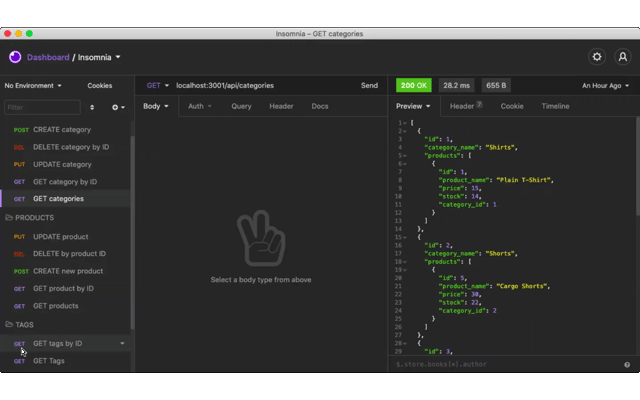 Insomnia – GET categories
Dashboard / Insomnia
No Environment Cookies
GET localhost:3001/api/categories Send
200 OK 28.2 ms 655 B An Hour Ago
Filter
Body Auth Query Header Docs
Preview Header 7 Cookie Timeline
POST CREATE category
DEL DELETE category by ID
PUT UPDATE category
GET GET category by ID
GET GET categories
PRODUCTS
PUT UPDATE product
DEL DELETE by product ID
POST CREATE new product
GET GET product by ID
GET GET products
TAGS
GET GET tags by ID
GET GET Tags
Select a body type from above
1 [
2 {
3 "id": 1,
4 "category_name": "Shirts",
5 "products": [
6 {
7 "id": 1,
8 "product_name": "Plain T-Shirt",
9 "price": 15,
10 "stock": 14,
11 "category_id": 1
12 }
13 ]
14 },
15 {
16 "id": 2,
17 "category_name": "Shorts",
18 "products": [
19 {
20 "id": 5,
21 "product_name": "Cargo Shorts",
22 "price": 30,
23 "stock": 22,
24 "category_id": 2
25 }
26 ]
27 },
28 {
29 "id": 3,
$.store.books[*].author